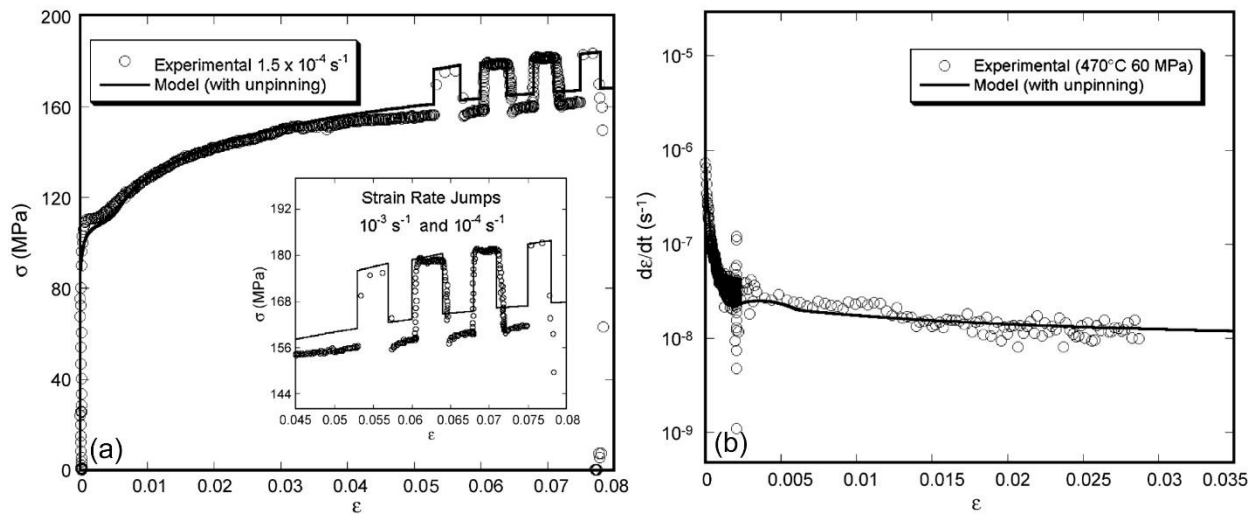 200
160
120
80
40
0
σ (MPa)
Experimental 1.5 x 10⁻⁴ s⁻¹
Model (with unpinning)
192
180
168
156
144
σ (MPa)
Strain Rate Jumps
10⁻³ s⁻¹ and 10⁻⁴ s⁻¹
0.045 0.05 0.055 0.06 0.065 0.07 0.075 0.08
ε
(a)
0 0.01 0.02 0.03 0.04 0.05 0.06 0.07 0.08
ε
10⁻⁵
10⁻⁶
10⁻⁷
10⁻⁸
10⁻⁹
dε/dt (s⁻¹)
Experimental (470°C 60 MPa)
Model (with unpinning)
(b)
0 0.005 0.01 0.015 0.02 0.025 0.03 0.035
ε